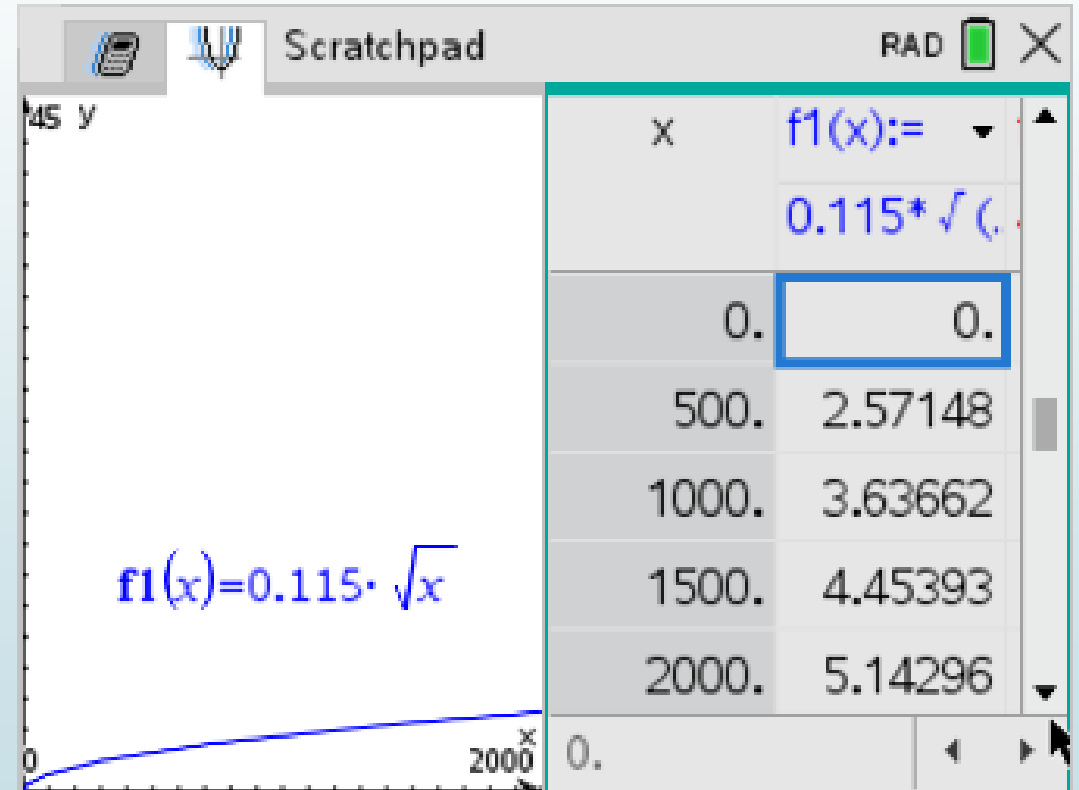 Scratchpad RAD
45 y
f1(x)=0.115· √x
0 2000 x
x f1(x):=
0.115*√(.
0. 0.
500. 2.57148
1000. 3.63662
1500. 4.45393
2000. 5.14296
0.